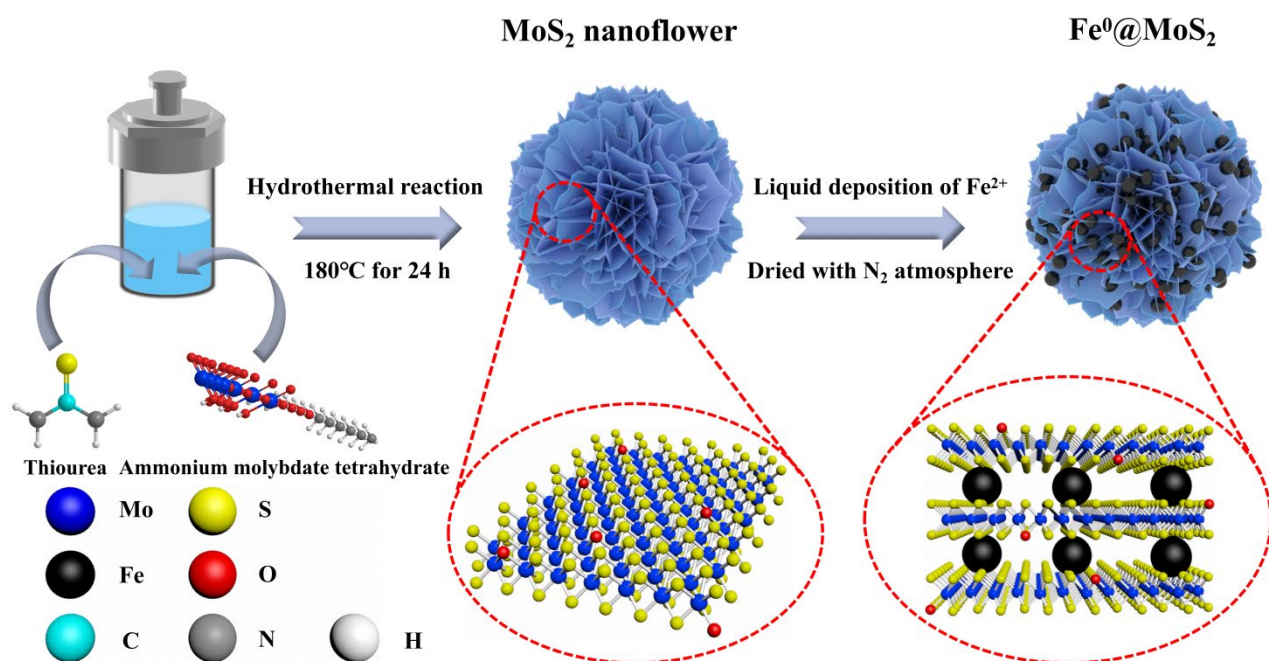 MoS₂ nanoflower
Fe⁰@MoS₂
Hydrothermal reaction
180°C for 24 h
Liquid deposition of Fe²⁺
Dried with N₂ atmosphere
Thiourea
Ammonium molybdate tetrahydrate
Mo
S
Fe
O
C
N
H